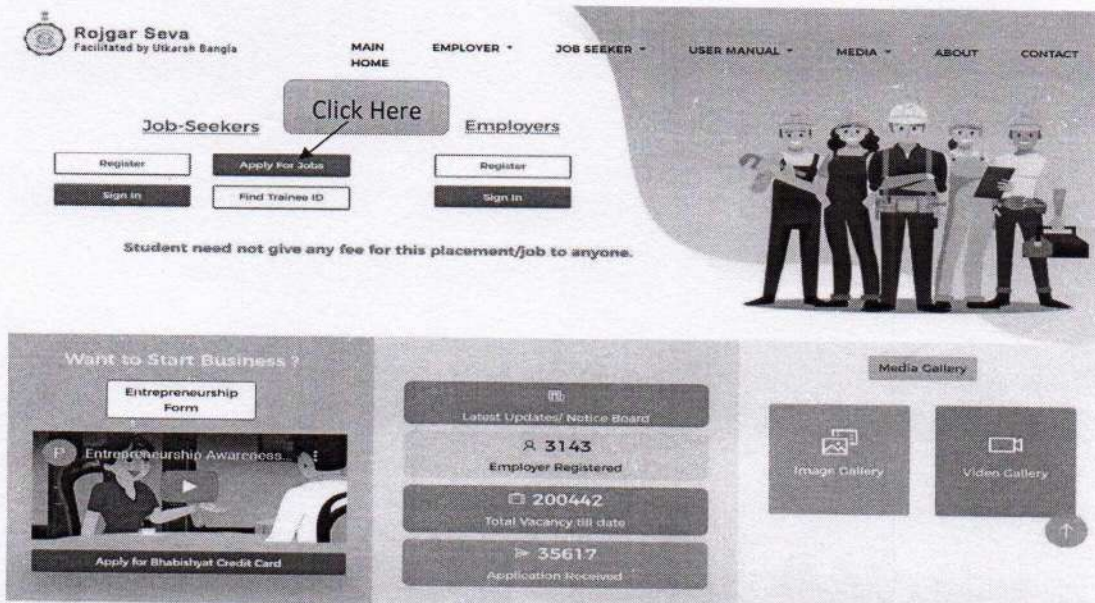 Rojgar Seva
Facilitated by Utkarsh Bangla
MAIN HOME
EMPLOYER
JOB SEEKER
USER MANUAL
MEDIA
ABOUT
CONTACT
Click Here
Job-Seekers
Employers
Register
Apply For Jobs
Register
Sign In
Find Trainee ID
Sign In
Student need not give any fee for this placement/job to anyone.
Want to Start Business ?
Entrepreneurship
Form
P Entrepreneurship Awareness...
Apply for Bhabishyat Credit Card
Latest Updates/ Notice Board
3143
Employer Registered
200442
Total Vacancy till date
35617
Application Received
Media Gallery
Image Gallery
Video Gallery